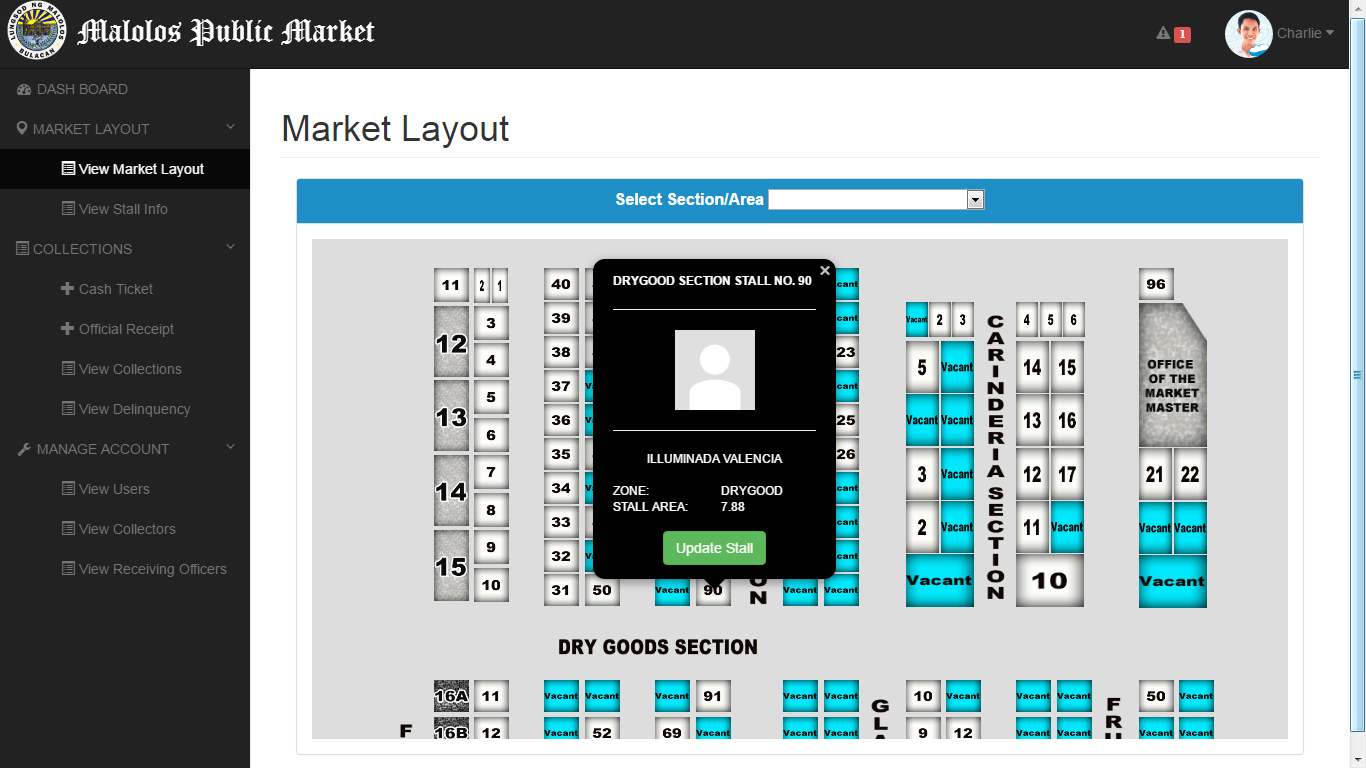 LUNGSOD NG MALOLOS
BULACAN
Malolos Public Market
1
Charlie
DASH BOARD
MARKET LAYOUT
View Market Layout
View Stall Info
COLLECTIONS
Cash Ticket
Official Receipt
View Collections
View Delinquency
MANAGE ACCOUNT
View Users
View Collectors
View Receiving Officers
Market Layout
Select Section/Area
DRYGOOD SECTION STALL NO. 90
×
ILLUMINADA VALENCIA
ZONE: DRYGOOD
STALL AREA: 7.88
Update Stall
11 2 1 40 96
3 39 Vacant 2 3 4 5 6
12 4 38 23 5 Vacant 14 15
5 37
13 6 36 25 Vacant Vacant 13 16
7 35 26 3 Vacant 12 17 21 22
14 8 34
9 33 2 Vacant 11 Vacant Vacant Vacant
15 10 32 Vacant 10 Vacant
31 50 Vacant 90 Vacant Vacant
CARINDERIA SECTION
OFFICE
OF THE
MARKET
MASTER
ON
DRY GOODS SECTION
16A 11 Vacant Vacant Vacant 91 Vacant Vacant 10 Vacant Vacant Vacant 50 Vacant
F 16B 12 Vacant 52 69 Vacant Vacant Vacant GLA 9 12 Vacant Vacant FRU Vacant Vacant